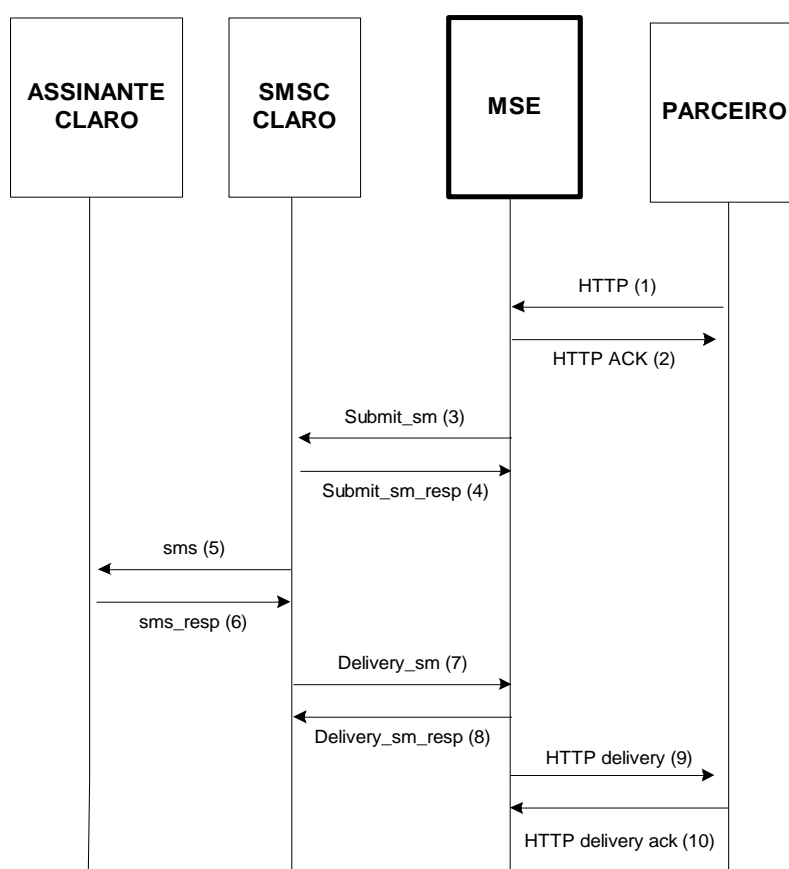 ASSINANTE
CLARO
SMSC
CLARO
MSE
PARCEIRO
HTTP (1)
HTTP ACK (2)
Submit_sm (3)
Submit_sm_resp (4)
sms (5)
sms_resp (6)
Delivery_sm (7)
Delivery_sm_resp (8)
HTTP delivery (9)
HTTP delivery ack (10)